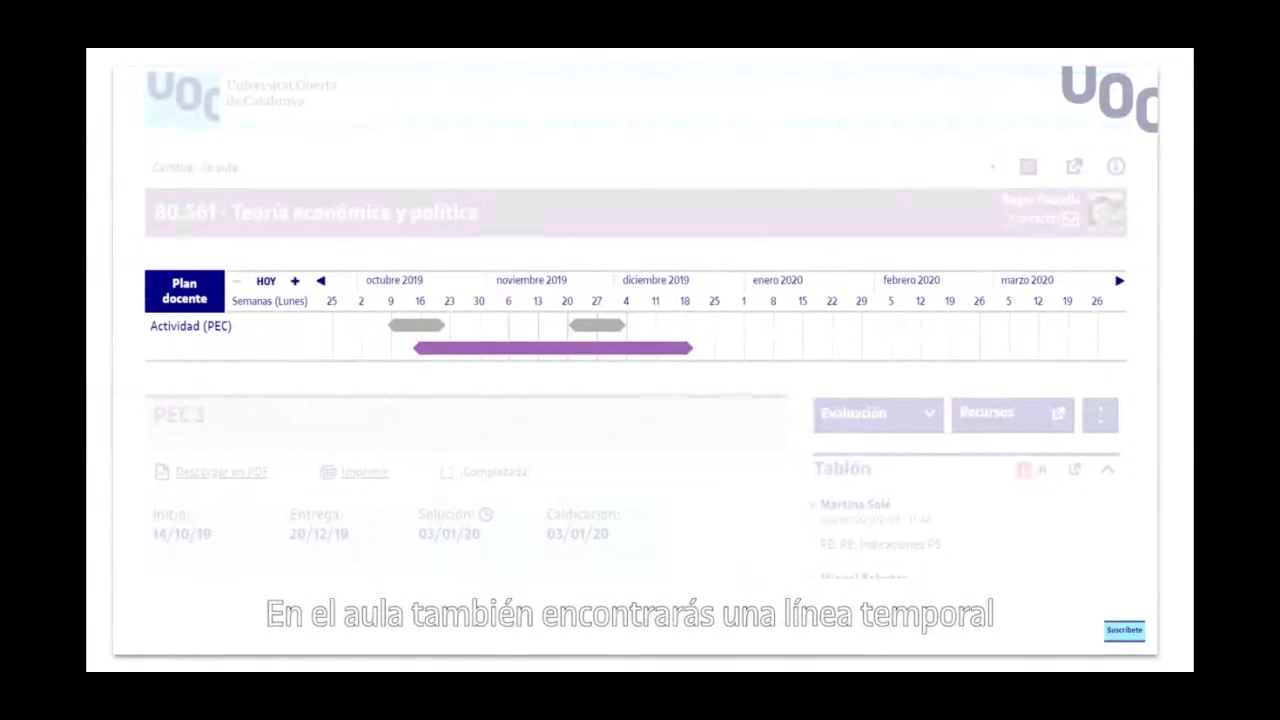 UOC Universitat Oberta
de Catalunya
UOC
80.561 · Teoría económica y política
Plan
docente
HOY
octubre 2019 noviembre 2019 diciembre 2019 enero 2020 febrero 2020 marzo 2020
Semanas (Lunes) 25 2 9 16 23 30 6 13 20 27 4 11 18 25 1 8 15 22 29 5 12 19 26 5 12 19 26
Actividad (PEC)
PEC 3
Evaluación Recursos
Descargar en PDF Imprimir ¡Completada!
Tablón
Inicio: Entrega: Solución: Calificación:
14/10/19 20/12/19 03/01/20 03/01/20
Martina Solé
RE: RE: Indicaciones PS
En el aula también encontrarás una línea temporal
Suscríbete